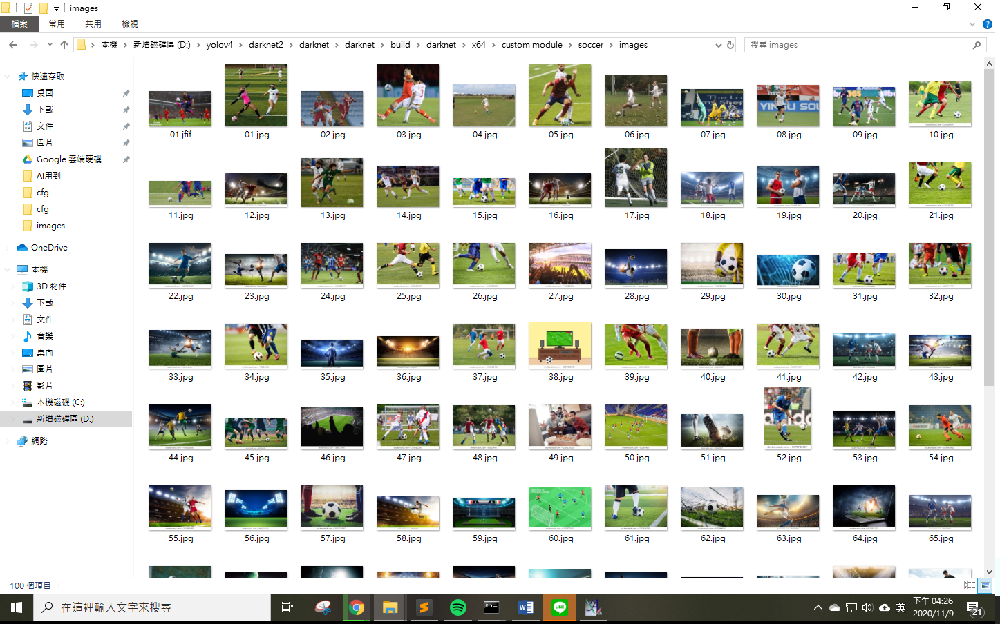 images
檔案 常用 共用 檢視
本機 新增磁碟區 (D:) yolov4 darknet2 darknet darknet build darknet x64 custom module soccer images
搜尋 images
快速存取
桌面
下載
文件
圖片
Google 雲端硬碟
AI用到
cfg
cfg
images
OneDrive
本機
3D 物件
下載
文件
音樂
桌面
圖片
影片
本機磁碟 (C:)
新增磁碟區 (D:)
網路
01.jfif 01.jpg 02.jpg 03.jpg 04.jpg 05.jpg 06.jpg 07.jpg 08.jpg 09.jpg 10.jpg
11.jpg 12.jpg 13.jpg 14.jpg 15.jpg 16.jpg 17.jpg 18.jpg 19.jpg 20.jpg 21.jpg
22.jpg 23.jpg 24.jpg 25.jpg 26.jpg 27.jpg 28.jpg 29.jpg 30.jpg 31.jpg 32.jpg
33.jpg 34.jpg 35.jpg 36.jpg 37.jpg 38.jpg 39.jpg 40.jpg 41.jpg 42.jpg 43.jpg
44.jpg 45.jpg 46.jpg 47.jpg 48.jpg 49.jpg 50.jpg 51.jpg 52.jpg 53.jpg 54.jpg
55.jpg 56.jpg 57.jpg 58.jpg 59.jpg 60.jpg 61.jpg 62.jpg 63.jpg 64.jpg 65.jpg
100 個項目
在這裡輸入文字來搜尋
英
下午 04:26
2020/11/9
21